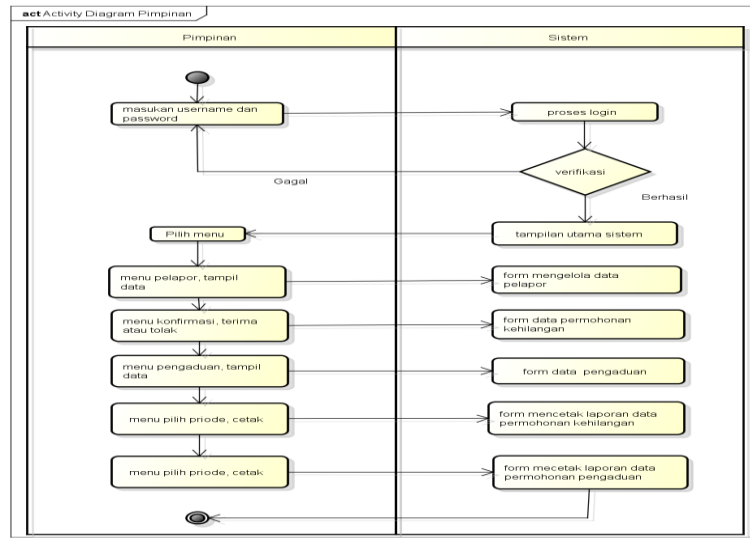 act Activity Diagram Pimpinan
Pimpinan
Sistem
masukan username dan
password
proses login
verifikasi
Gagal
Berhasil
Pilih menu
tampilan utama sistem
menu pelapor, tampil
data
form mengelola data
pelapor
menu konfirmasi, terima
atau tolak
form data permohonan
kehilangan
menu pengaduan, tampil
data
form data pengaduan
menu pilih priode, cetak
form mencetak laporan data
permohonan kehilangan
menu pilih priode, cetak
form mecetak laporan data
permohonan pengaduan